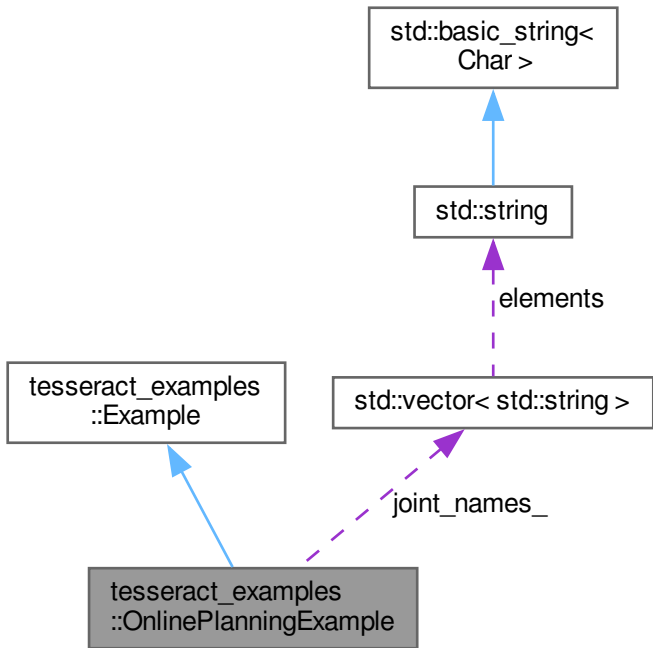 std::basic_string<
Char >
std::string
elements
tesseract_examples
::Example
std::vector< std::string >
joint_names_
tesseract_examples
::OnlinePlanningExample